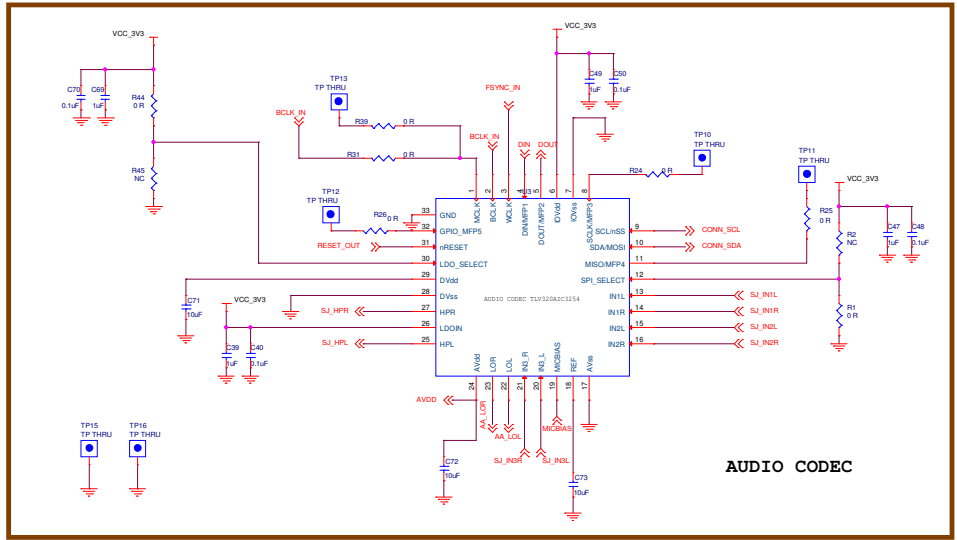 VCC_3V3
C70
0.1uF
C69
1uF
R44
0 R
R45
NC
TP13
TP THRU
BCLK_IN
R39
0 R
R31
0 R
FSYNC_IN
BCLK_IN
DIN
DOUT
VCC_3V3
C49
1uF
C50
0.1uF
TP10
TP THRU
R24
0 R
TP11
TP THRU
R25
0 R
VCC_3V3
R2
NC
C47
1uF
C48
0.1uF
R1
0 R
TP12
TP THRU
R26
0 R
RESET_OUT
1
2
3
4
5
6
7
8
U3
MCLK
BCLK
WCLK
DIN/MFP1
DOUT/MFP2
IOVdd
IOVss
SCLK/MFP3
33
GND
32
GPIO_MFP5
31
nRESET
30
LDO_SELECT
29
DVdd
28
DVss
27
HPR
26
LDOIN
25
HPL
SCL/nSS
9
CONN_SCL
SDA/MOSI
10
CONN_SDA
MISO/MFP4
11
SPI_SELECT
12
IN1L
13
SJ_IN1L
IN1R
14
SJ_IN1R
IN2L
15
SJ_IN2L
IN2R
16
SJ_IN2R
AUDIO CODEC TLV320AIC3254
C71
10uF
VCC_3V3
SJ_HPR
SJ_HPL
C39
1uF
C40
0.1uF
AVdd
LOR
LOL
IN3_R
IN3_L
MICBIAS
REF
AVss
24
23
22
21
20
19
18
17
AVDD
AA_LOR
AA_LOL
SJ_IN3R
SJ_IN3L
MICBIAS
C72
10uF
C73
10uF
TP15
TP THRU
TP16
TP THRU
AUDIO CODEC